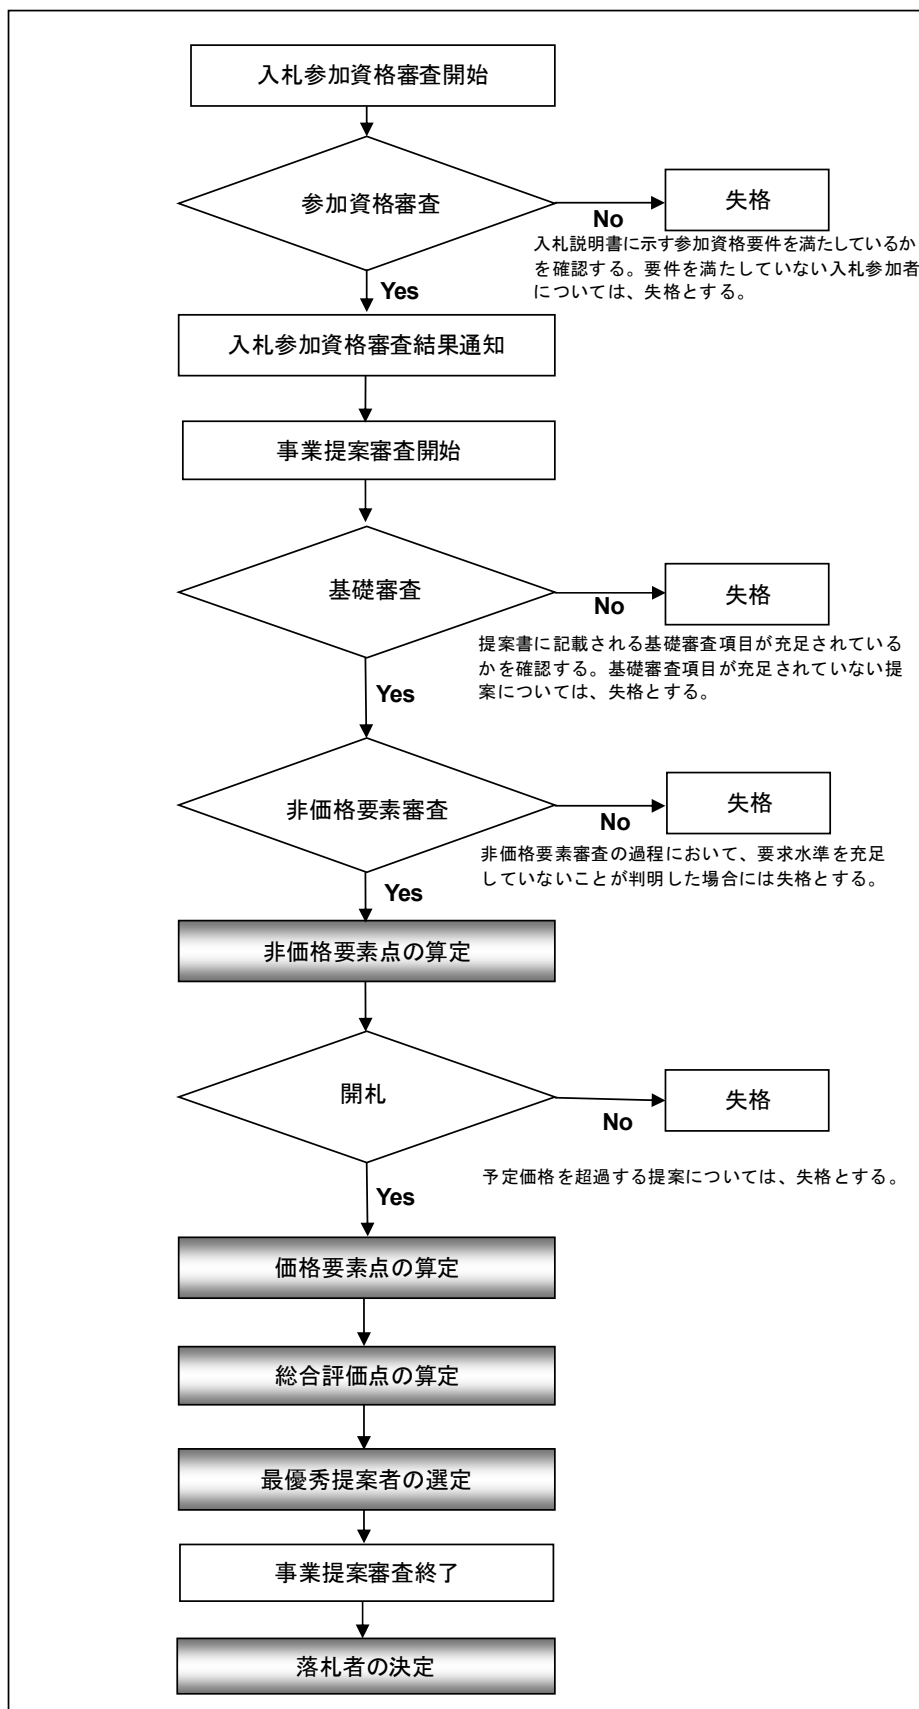 入札参加資格審査開始
参加資格審査
失格
No
入札説明書に示す参加資格要件を満たしているか
を確認する。要件を満たしていない入札参加者
については、失格とする。
Yes
入札参加資格審査結果通知
事業提案審査開始
基礎審査
失格
No
提案書に記載される基礎審査項目が充足されている
かを確認する。基礎審査項目が充足されていない提
案については、失格とする。
Yes
非価格要素審査
失格
No
非価格要素審査の過程において、要求水準を充足
していないことが判明した場合には失格とする。
Yes
非価格要素点の算定
開札
失格
No
予定価格を超過する提案については、失格とする。
Yes
価格要素点の算定
総合評価点の算定
最優秀提案者の選定
事業提案審査終了
落札者の決定